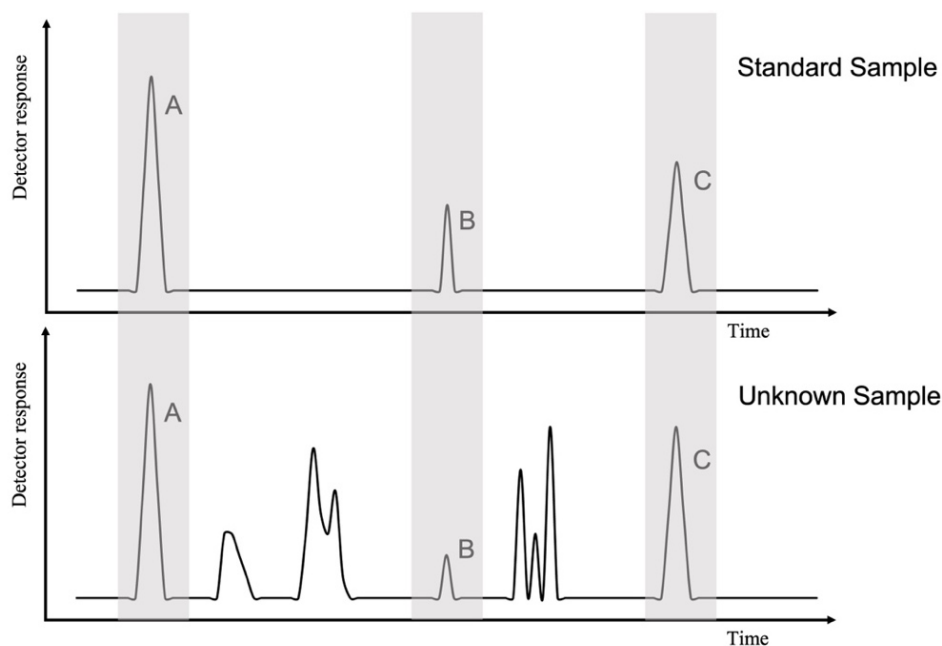 Detector response
A
B
C
Standard Sample
Time
Detector response
A
B
C
Unknown Sample
Time